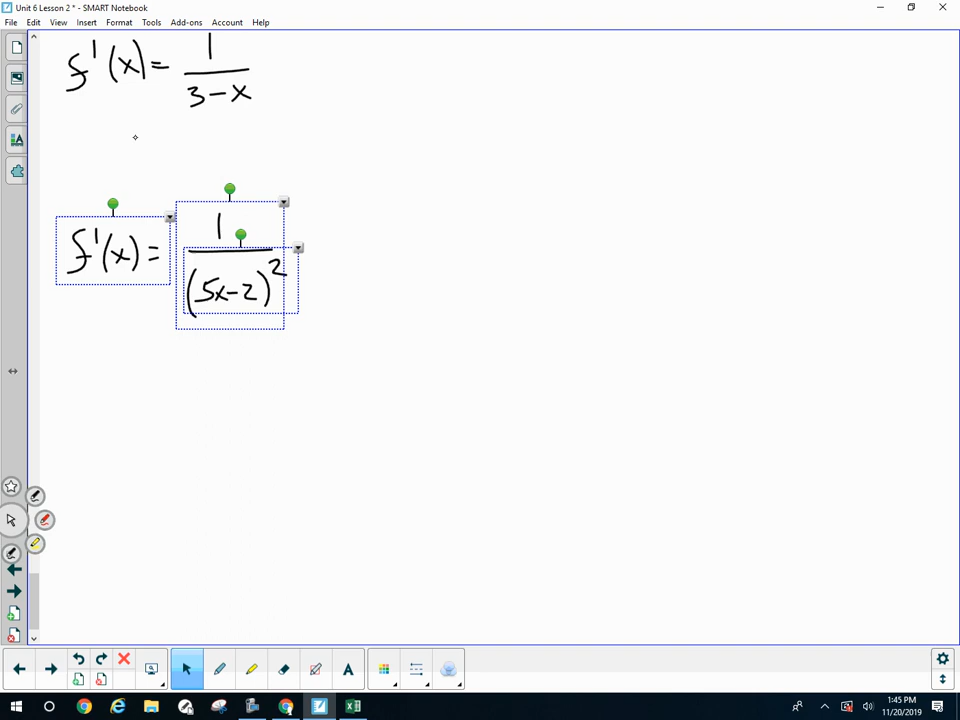 Unit 6 Lesson 2 * - SMART Notebook
File Edit View Insert Format Tools Add-ons Account Help
f'(x) = 1/(3-x)
f'(x) = 1/(5x-2)^2
A
1:45 PM
11/20/2019